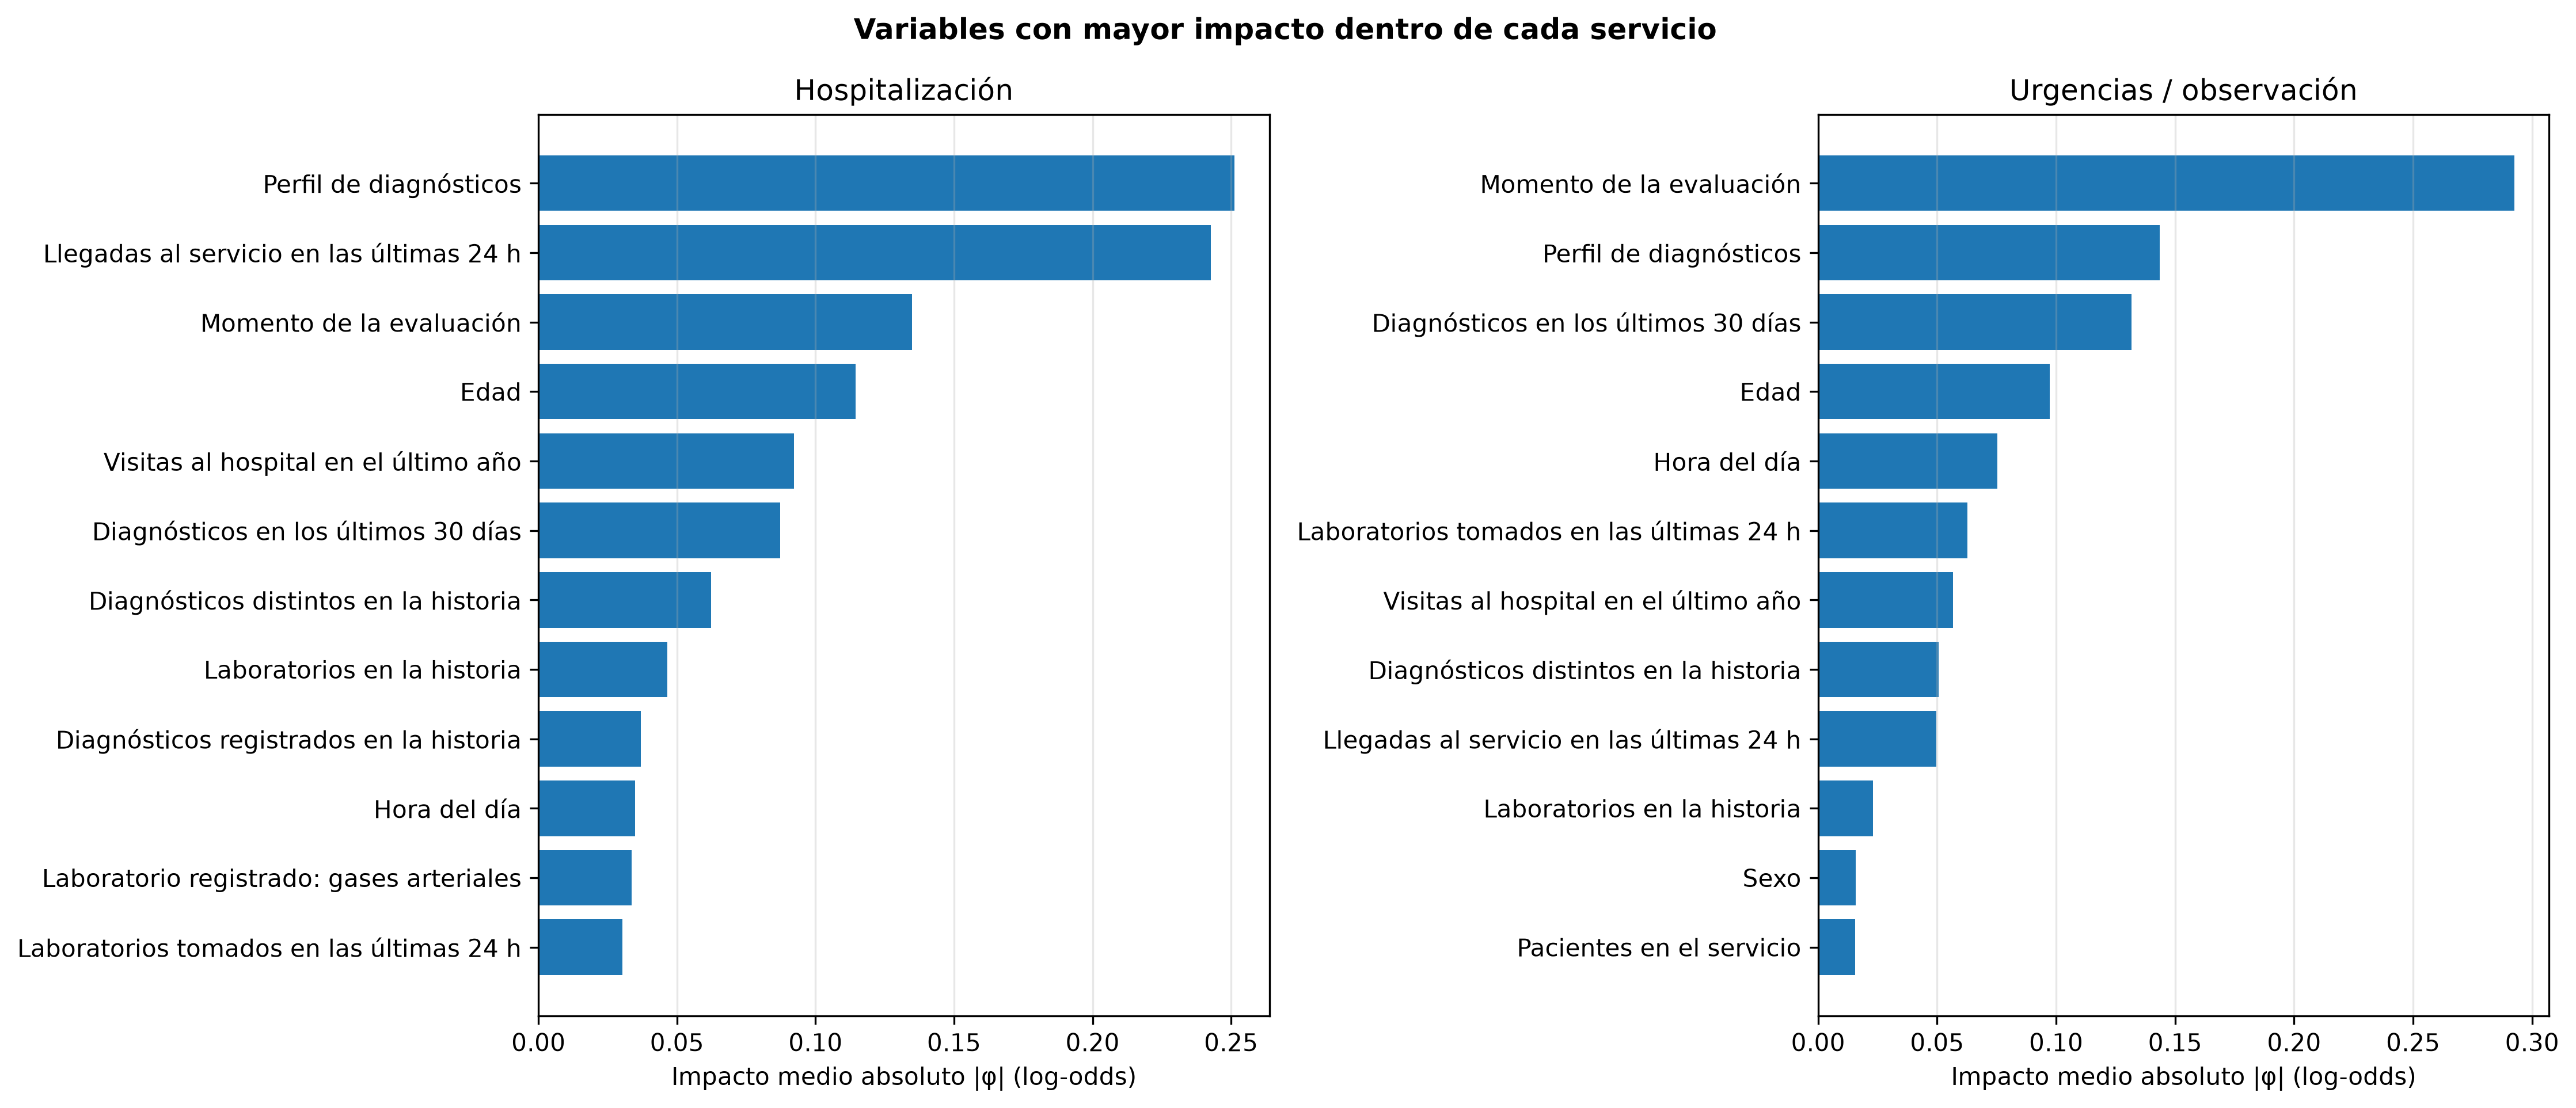 Variables con mayor impacto dentro de cada servicio
Hospitalización
Perfil de diagnósticos
Llegadas al servicio en las últimas 24 h
Momento de la evaluación
Edad
Visitas al hospital en el último año
Diagnósticos en los últimos 30 días
Diagnósticos distintos en la historia
Laboratorios en la historia
Diagnósticos registrados en la historia
Hora del día
Laboratorio registrado: gases arteriales
Laboratorios tomados en las últimas 24 h
0.00 0.05 0.10 0.15 0.20 0.25
Impacto medio absoluto |φ| (log-odds)
Urgencias / observación
Momento de la evaluación
Perfil de diagnósticos
Diagnósticos en los últimos 30 días
Edad
Hora del día
Laboratorios tomados en las últimas 24 h
Visitas al hospital en el último año
Diagnósticos distintos en la historia
Llegadas al servicio en las últimas 24 h
Laboratorios en la historia
Sexo
Pacientes en el servicio
0.00 0.05 0.10 0.15 0.20 0.25 0.30
Impacto medio absoluto |φ| (log-odds)